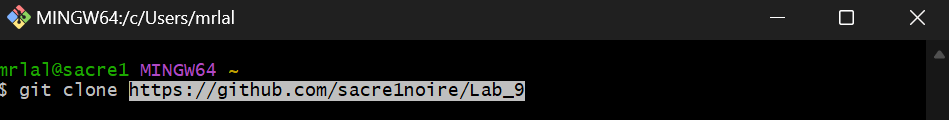 MINGW64:/c/Users/mrlal
mrlal@sacre1 MINGW64 ~
$ git clone https://github.com/sacre1noire/Lab_9